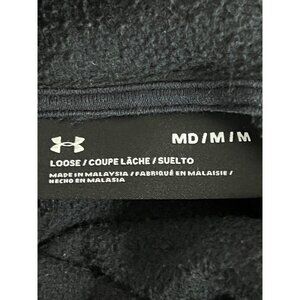 MD / M / M
LOOSE / COUPE LÂCHE / SUELTO
MADE IN MALAYSIA / FABRIQUÉ EN MALAISIE /
HECHO EN MALASIA